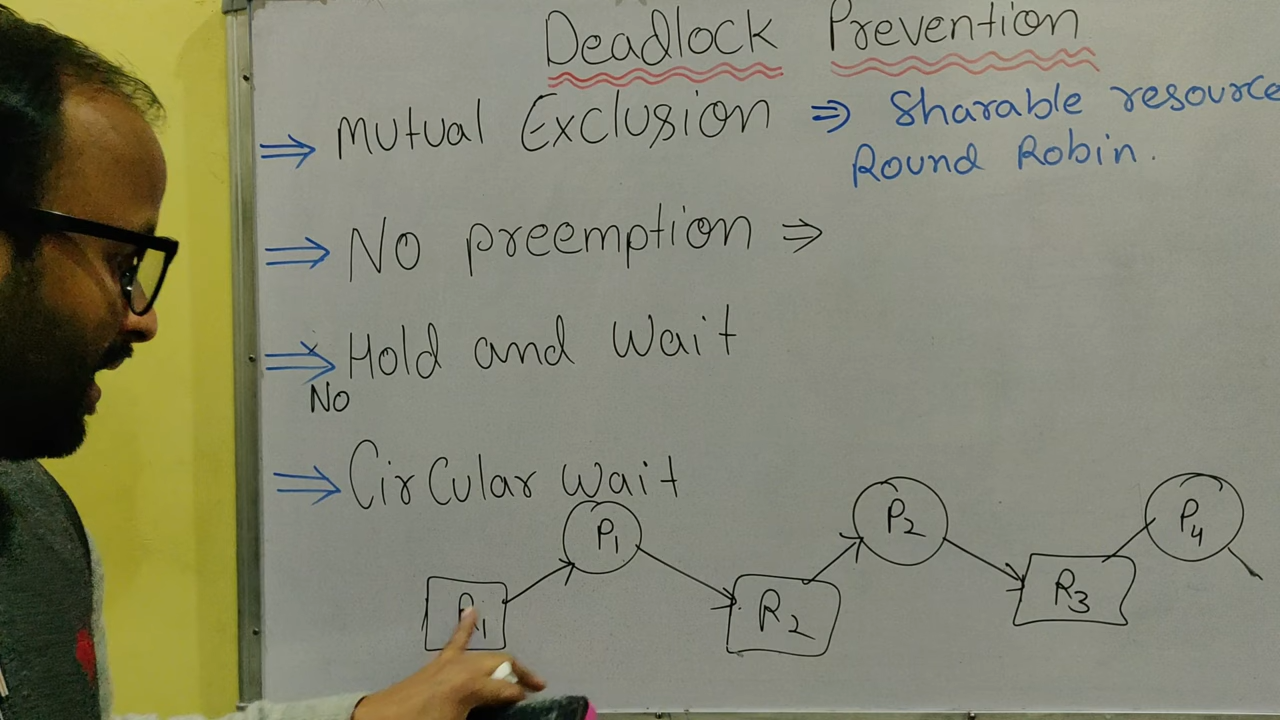 Deadlock Prevention
⇒ Mutual Exclusion ⇒ Sharable resource
Round Robin.
⇒ No preemption ⇒
⇒ Hold and Wait
No
⇒ Circular Wait
P1 P2 P4
R1 R2 R3